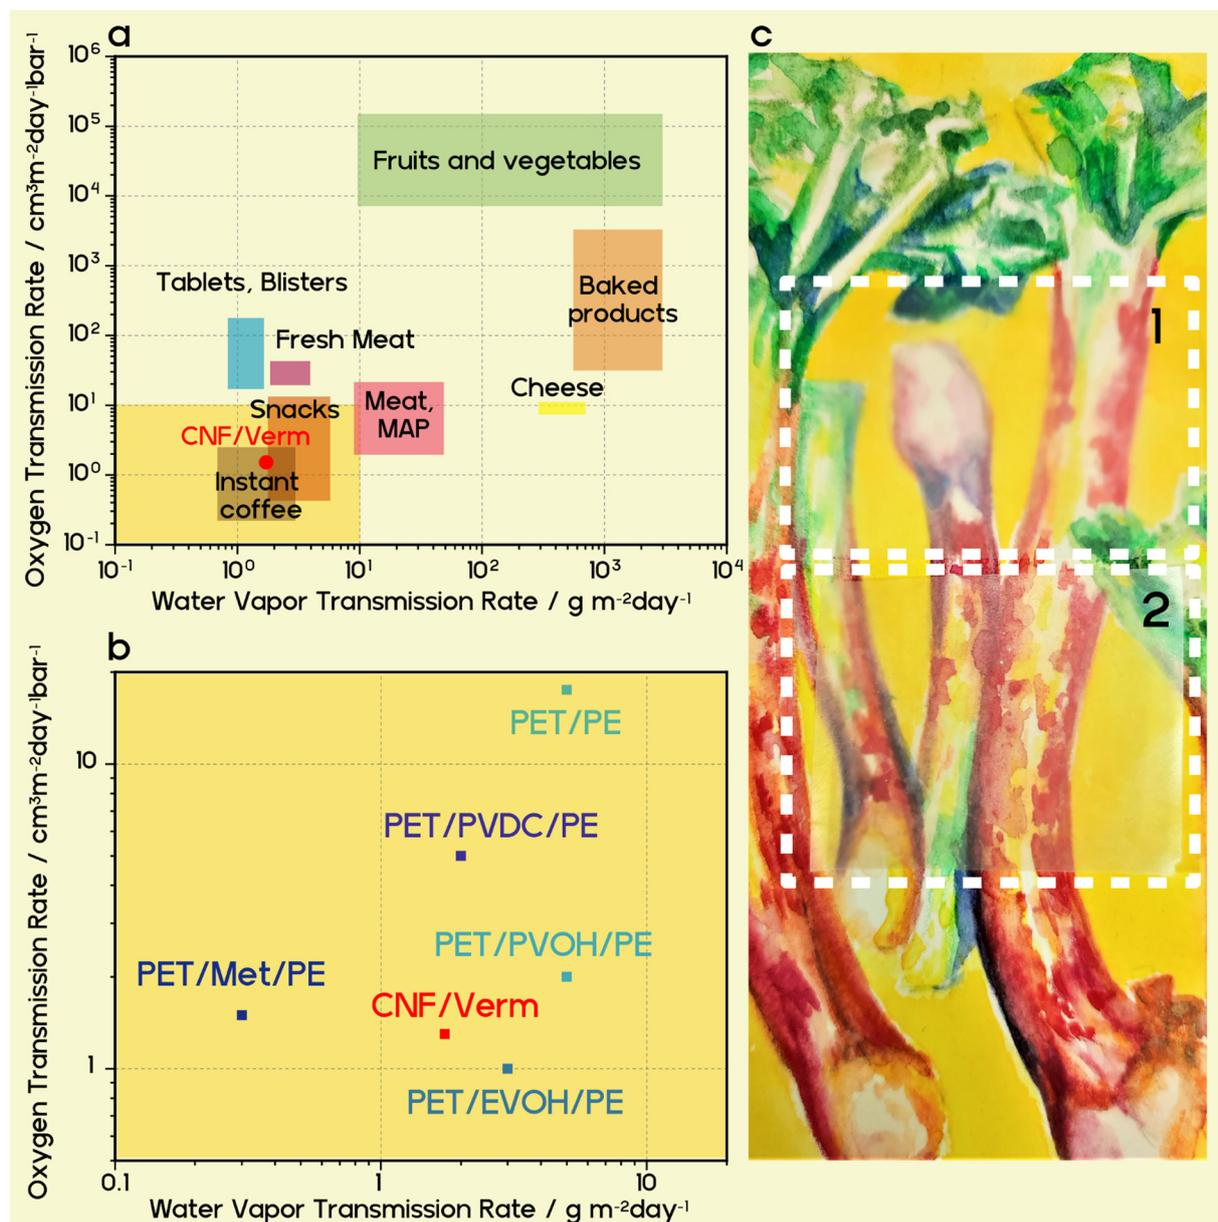 a
Oxygen Transmission Rate / cm³m⁻²day⁻¹bar⁻¹
10⁶
10⁵
10⁴
10³
10²
10¹
10⁰
10⁻¹
Fruits and vegetables
Baked
products
Tablets, Blisters
Fresh Meat
Cheese
Snacks
Meat,
MAP
CNF/Verm
Instant
coffee
10⁻¹ 10⁰ 10¹ 10² 10³ 10⁴
Water Vapor Transmission Rate / g m⁻²day⁻¹
b
Oxygen Transmission Rate / cm³m⁻²day⁻¹bar⁻¹
10
1
PET/PE
PET/PVDC/PE
PET/PVOH/PE
PET/Met/PE
CNF/Verm
PET/EVOH/PE
0.1 1 10
Water Vapor Transmission Rate / g m⁻²day⁻¹
c
1
2